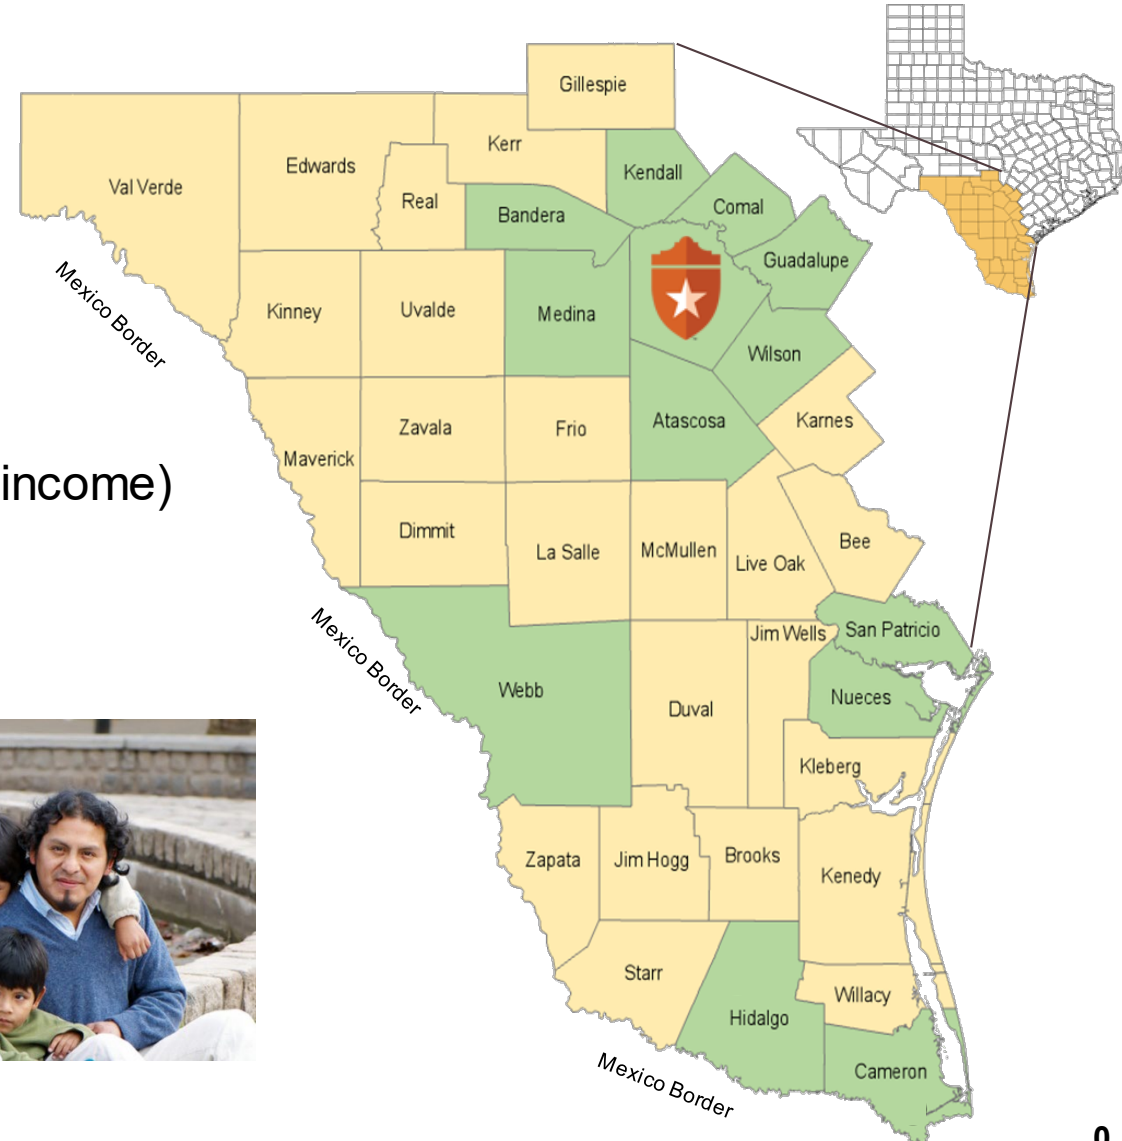 Gillespie
Kerr
Edwards
Val Verde
Real
Kendall
Bandera
Comal
Guadalupe
Mexico Border
Kinney
Uvalde
Medina
Wilson
Zavala
Frio
Atascosa
Karnes
Maverick
income)
Dimmit
La Salle
McMullen
Live Oak
Bee
Mexico Border
Jim Wells
San Patricio
Webb
Duval
Nueces
Kleberg
Zapata
Jim Hogg
Brooks
Kenedy
Starr
Willacy
Hidalgo
Mexico Border
Cameron